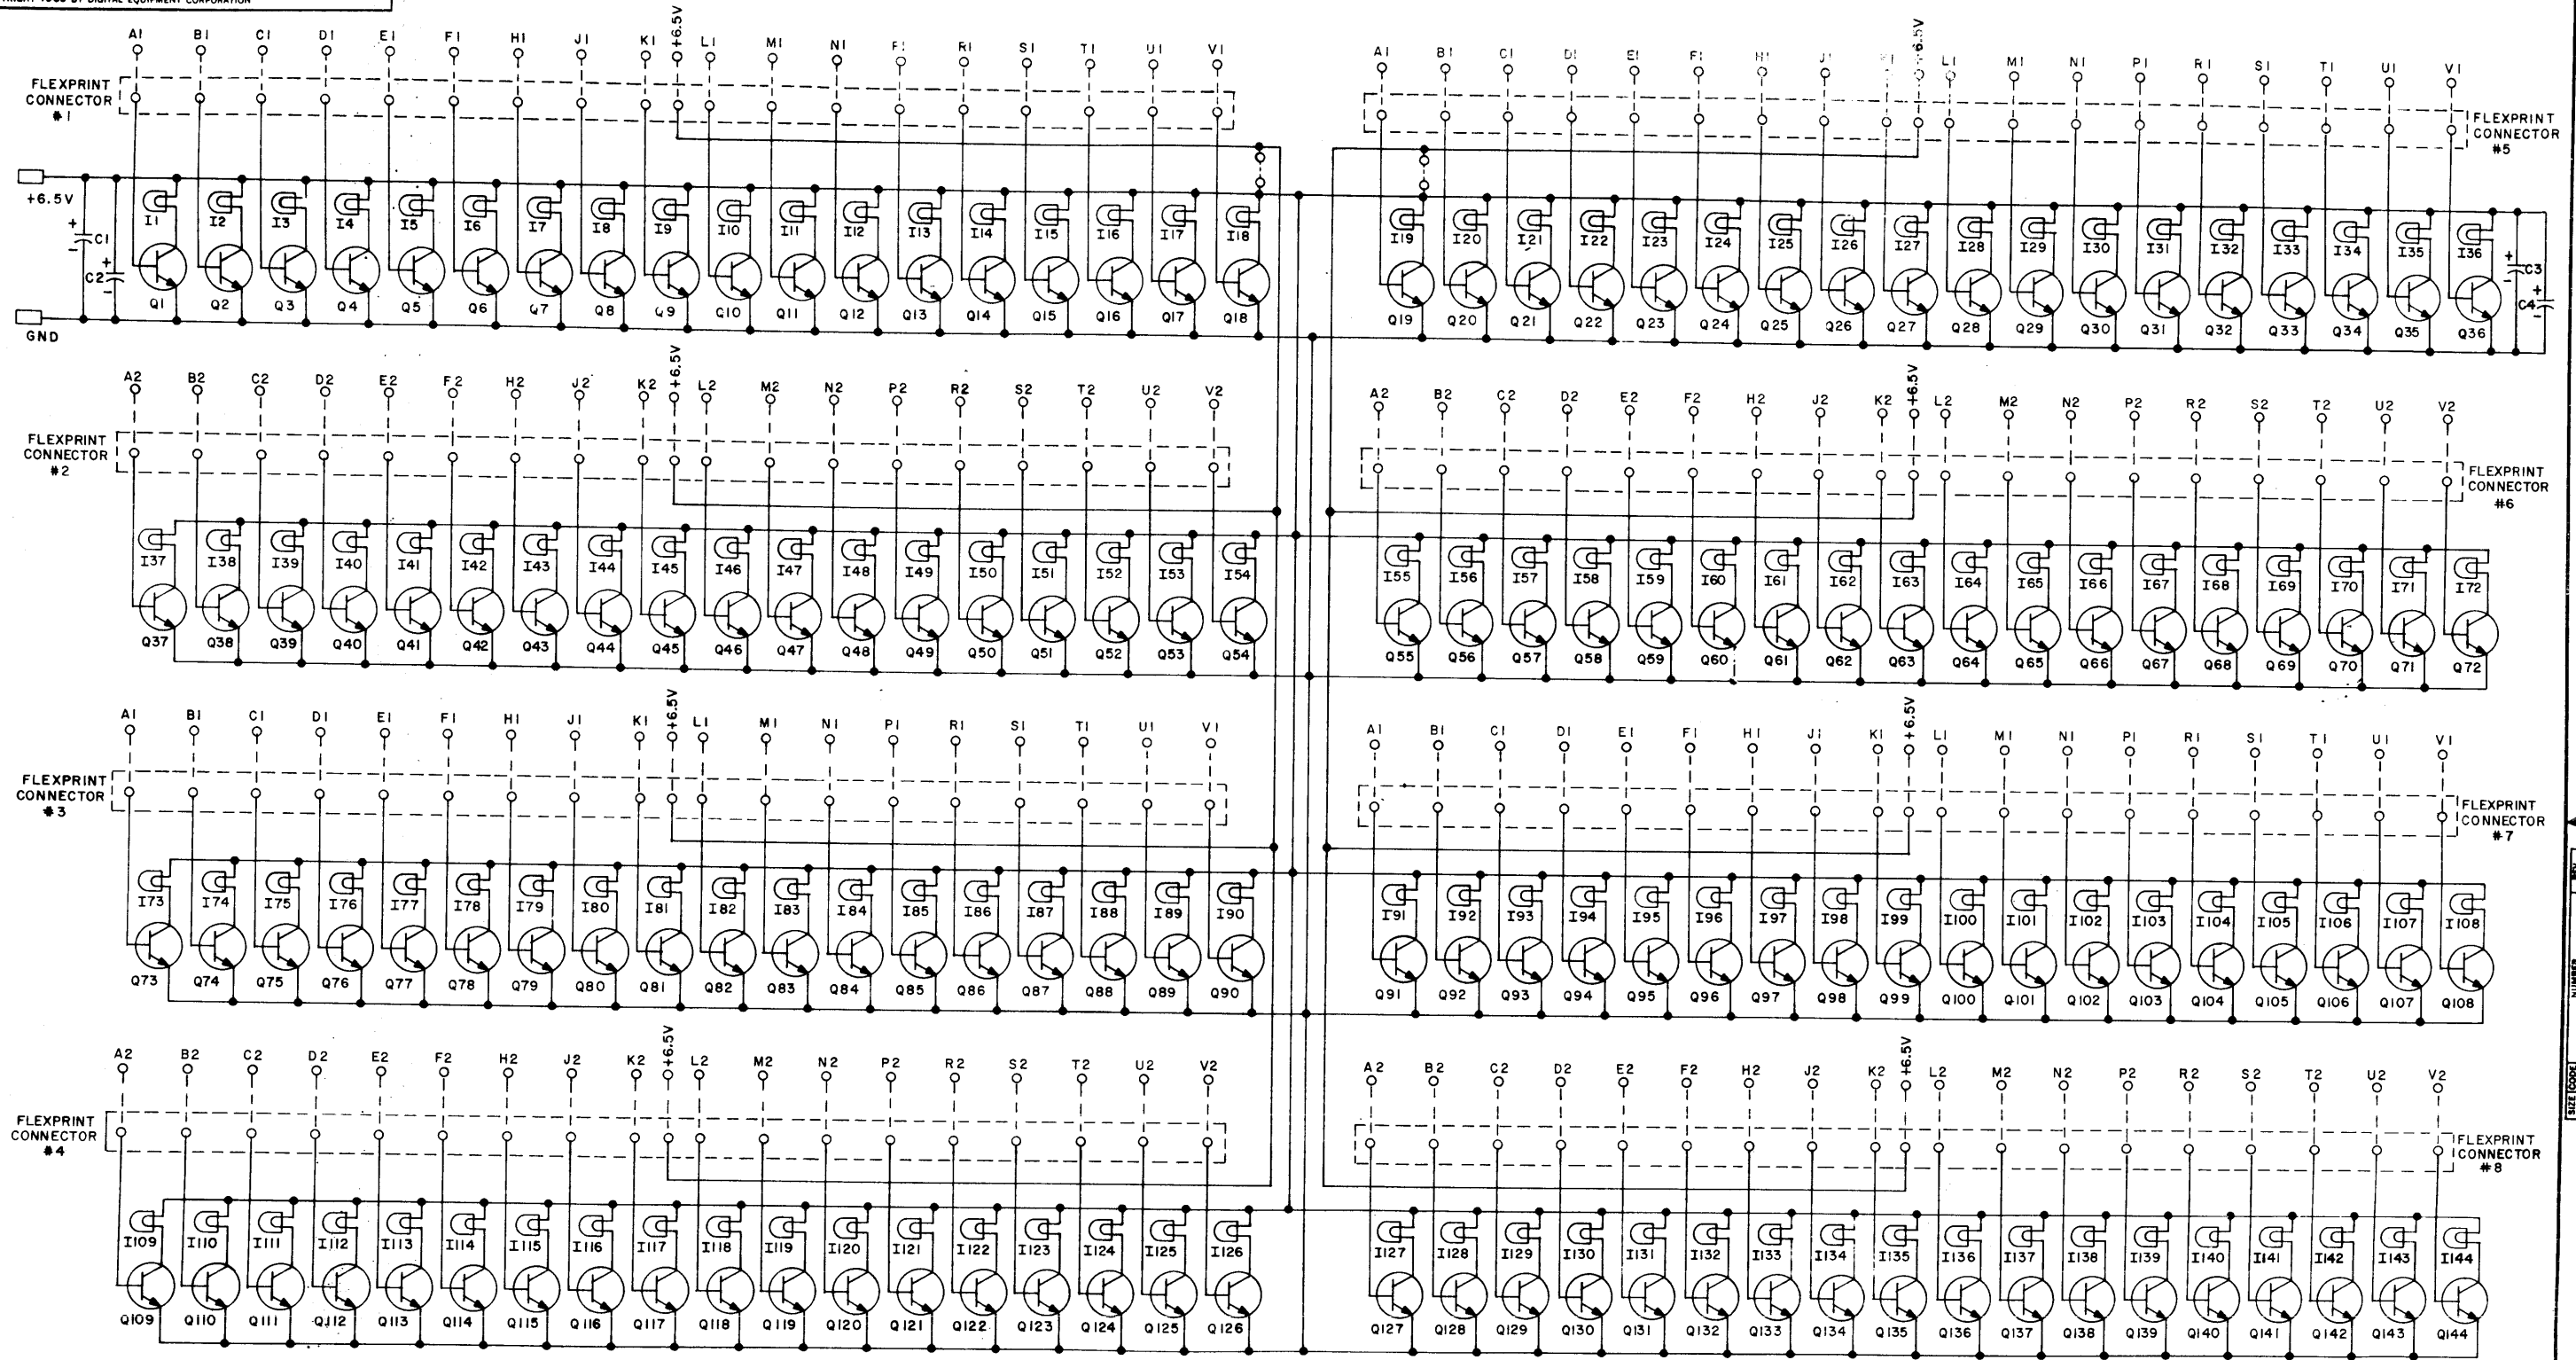 COPYRIGHT 1968 BY DIGITAL EQUIPMENT CORPORATION
A1 B1 C1 D1 E1 F1 H1 J1 K1 +6.5V L1 M1 N1 P1 R1 S1 T1 U1 V1
FLEXPRINT CONNECTOR #1
+6.5V
+ C1 -
+ C2 -
GND
I1 I2 I3 I4 I5 I6 I7 I8 I9 I10 I11 I12 I13 I14 I15 I16 I17 I18
Q1 Q2 Q3 Q4 Q5 Q6 Q7 Q8 Q9 Q10 Q11 Q12 Q13 Q14 Q15 Q16 Q17 Q18
A1 B1 C1 D1 E1 F1 H1 J1 K1 +6.5V L1 M1 N1 P1 R1 S1 T1 U1 V1
FLEXPRINT CONNECTOR #5
I19 I20 I21 I22 I23 I24 I25 I26 I27 I28 I29 I30 I31 I32 I33 I34 I35 I36
+ C3 -
+ C4 -
Q19 Q20 Q21 Q22 Q23 Q24 Q25 Q26 Q27 Q28 Q29 Q30 Q31 Q32 Q33 Q34 Q35 Q36
A2 B2 C2 D2 E2 F2 H2 J2 K2 +6.5V L2 M2 N2 P2 R2 S2 T2 U2 V2
FLEXPRINT CONNECTOR #2
I37 I38 I39 I40 I41 I42 I43 I44 I45 I46 I47 I48 I49 I50 I51 I52 I53 I54
Q37 Q38 Q39 Q40 Q41 Q42 Q43 Q44 Q45 Q46 Q47 Q48 Q49 Q50 Q51 Q52 Q53 Q54
A2 B2 C2 D2 E2 F2 H2 J2 K2 +6.5V L2 M2 N2 P2 R2 S2 T2 U2 V2
FLEXPRINT CONNECTOR #6
I55 I56 I57 I58 I59 I60 I61 I62 I63 I64 I65 I66 I67 I68 I69 I70 I71 I72
Q55 Q56 Q57 Q58 Q59 Q60 Q61 Q62 Q63 Q64 Q65 Q66 Q67 Q68 Q69 Q70 Q71 Q72
A1 B1 C1 D1 E1 F1 H1 J1 K1 +6.5V L1 M1 N1 P1 R1 S1 T1 U1 V1
FLEXPRINT CONNECTOR #3
I73 I74 I75 I76 I77 I78 I79 I80 I81 I82 I83 I84 I85 I86 I87 I88 I89 I90
Q73 Q74 Q75 Q76 Q77 Q78 Q79 Q80 Q81 Q82 Q83 Q84 Q85 Q86 Q87 Q88 Q89 Q90
A1 B1 C1 D1 E1 F1 H1 J1 K1 +6.5V L1 M1 N1 P1 R1 S1 T1 U1 V1
FLEXPRINT CONNECTOR #7
I91 I92 I93 I94 I95 I96 I97 I98 I99 I100 I101 I102 I103 I104 I105 I106 I107 I108
Q91 Q92 Q93 Q94 Q95 Q96 Q97 Q98 Q99 Q100 Q101 Q102 Q103 Q104 Q105 Q106 Q107 Q108
A2 B2 C2 D2 E2 F2 H2 J2 K2 +6.5V L2 M2 N2 P2 R2 S2 T2 U2 V2
FLEXPRINT CONNECTOR #4
I109 I110 I111 I112 I113 I114 I115 I116 I117 I118 I119 I120 I121 I122 I123 I124 I125 I126
Q109 Q110 Q111 Q112 Q113 Q114 Q115 Q116 Q117 Q118 Q119 Q120 Q121 Q122 Q123 Q124 Q125 Q126
A2 B2 C2 D2 E2 F2 H2 J2 K2 +6.5V L2 M2 N2 P2 R2 S2 T2 U2 V2
FLEXPRINT CONNECTOR #8
I127 I128 I129 I130 I131 I132 I133 I134 I135 I136 I137 I138 I139 I140 I141 I142 I143 I144
Q127 Q128 Q129 Q130 Q131 Q132 Q133 Q134 Q135 Q136 Q137 Q138 Q139 Q140 Q141 Q142 Q143 Q144
SIZE CODE
NUMBER
REV